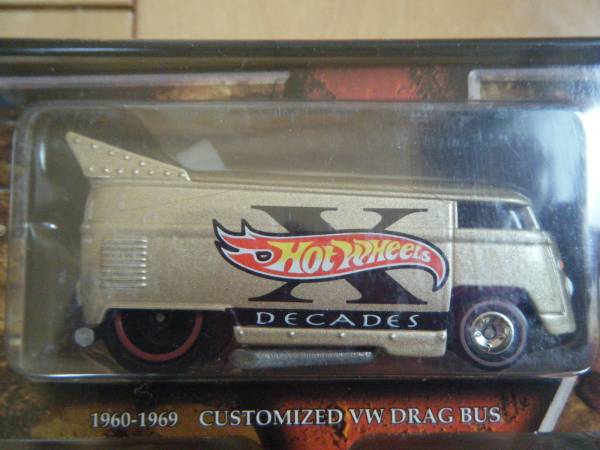 X
HOT WHEELS
DECADES
1960-1969 CUSTOMIZED VW DRAG BUS